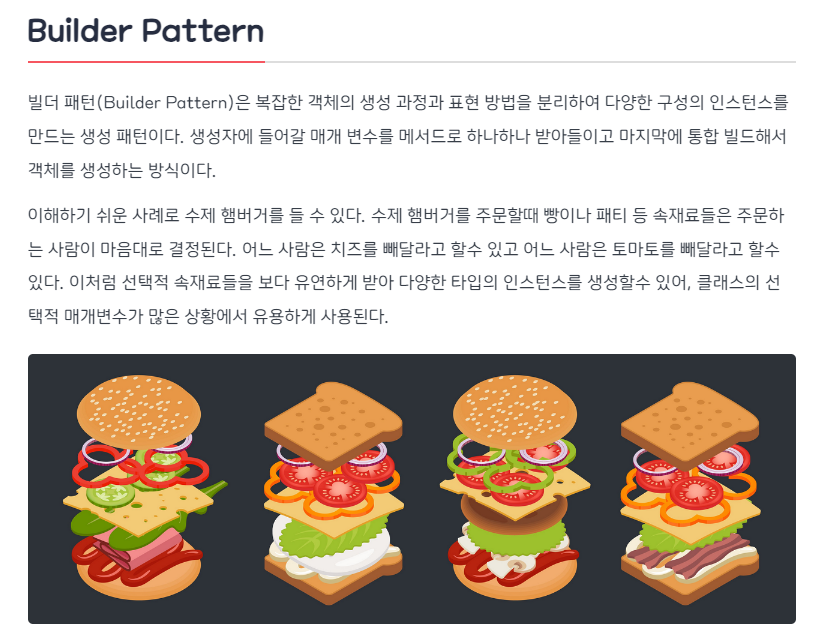 Builder Pattern
빌더 패턴(Builder Pattern)은 복잡한 객체의 생성 과정과 표현 방법을 분리하여 다양한 구성의 인스턴스를
만드는 생성 패턴이다. 생성자에 들어갈 매개 변수를 메서드로 하나하나 받아들이고 마지막에 통합 빌드해서
객체를 생성하는 방식이다.
이해하기 쉬운 사례로 수제 햄버거를 들 수 있다. 수제 햄버거를 주문할때 빵이나 패티 등 속재료들은 주문하
는 사람이 마음대로 결정된다. 어느 사람은 치즈를 빼달라고 할수 있고 어느 사람은 토마토를 빼달라고 할수
있다. 이처럼 선택적 속재료들을 보다 유연하게 받아 다양한 타입의 인스턴스를 생성할수 있어, 클래스의 선
택적 매개변수가 많은 상황에서 유용하게 사용된다.